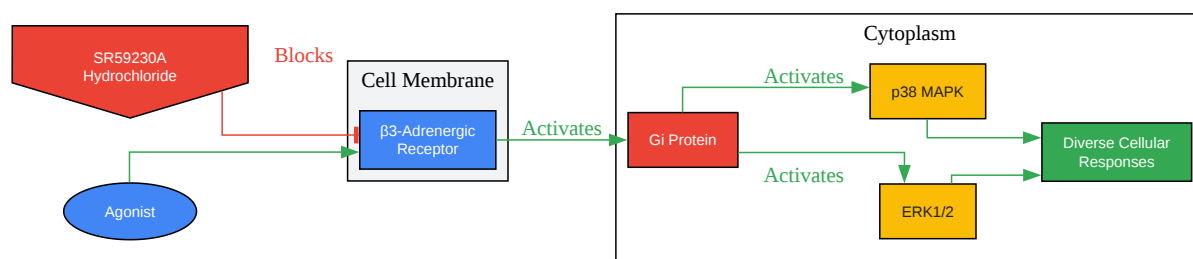 SR59230A
Hydrochloride
Blocks
Cell Membrane
β3-Adrenergic
Receptor
Agonist
Activates
Cytoplasm
Gi Protein
Activates
p38 MAPK
Activates
ERK1/2
Diverse Cellular
Responses